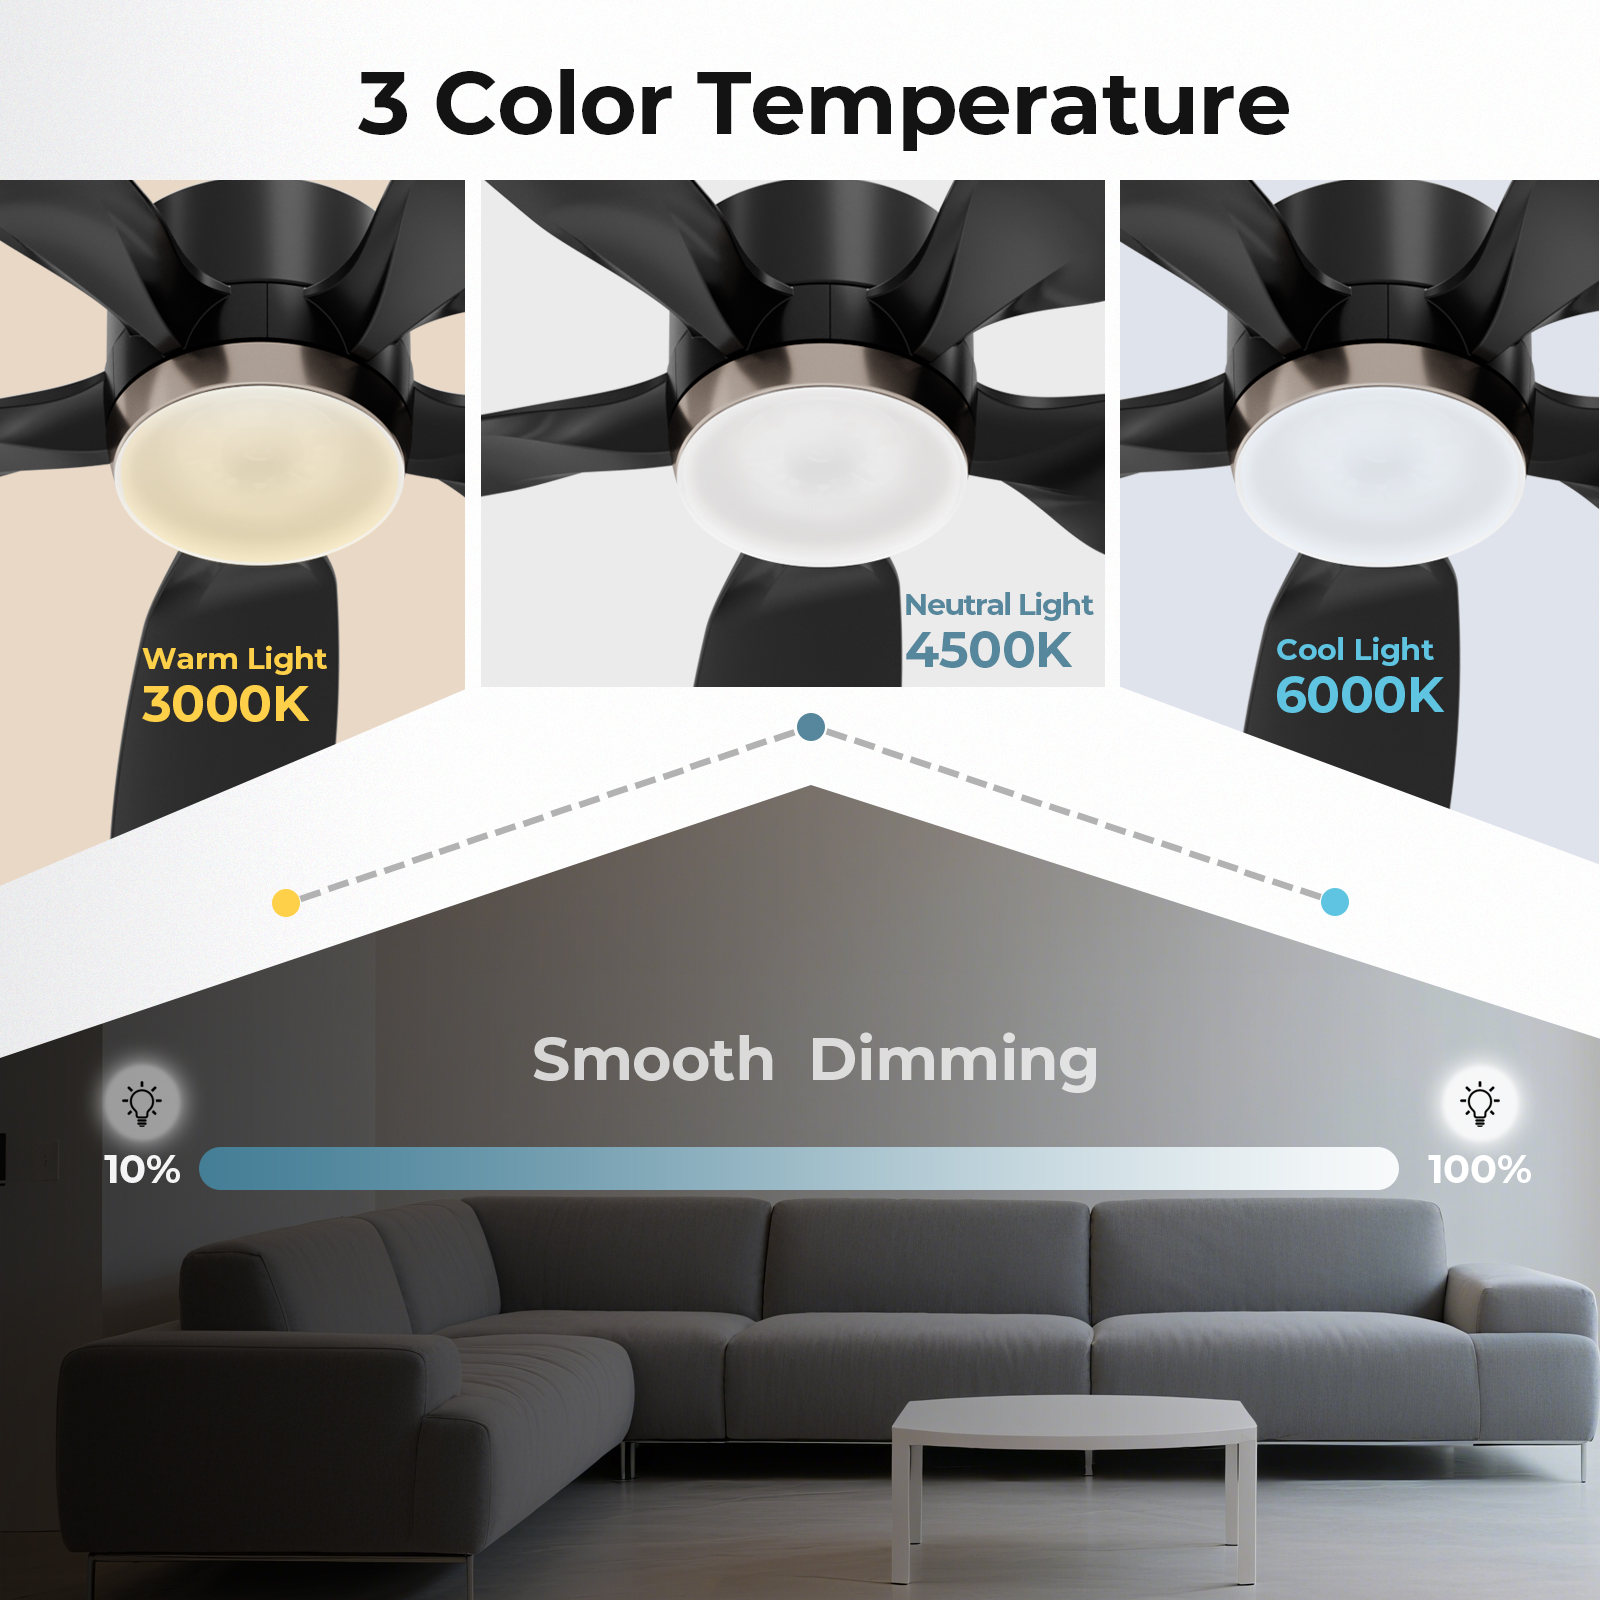 3 Color Temperature
Warm Light
3000K
Neutral Light
4500K
Cool Light
6000K
Smooth Dimming
10%
100%